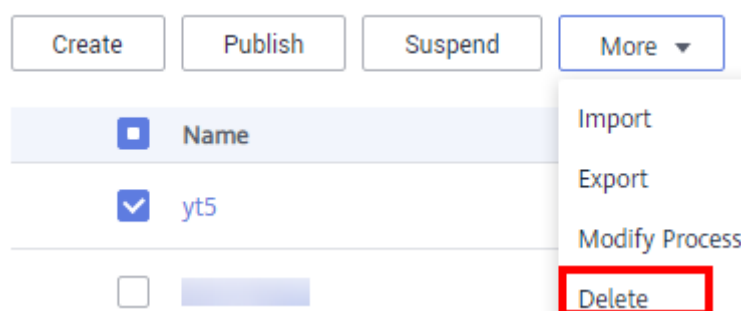 Create Publish Suspend More
Name
Import
Export
yt5
Modify Process
Delete